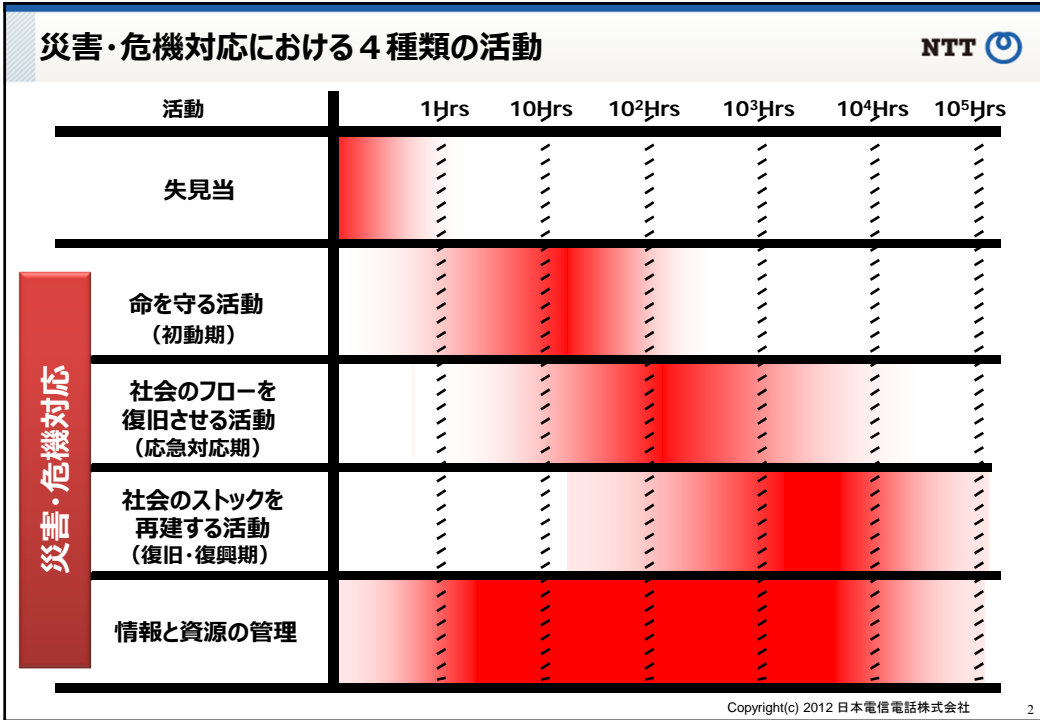 災害・危機対応における４種類の活動
NTT
活動 1Hrs 10Hrs 10²Hrs 10³Hrs 10⁴Hrs 10⁵Hrs
失見当
災害・危機対応
命を守る活動
（初動期）
社会のフローを
復旧させる活動
（応急対応期）
社会のストックを
再建する活動
（復旧・復興期）
情報と資源の管理
Copyright(c) 2012 日本電信電話株式会社
2